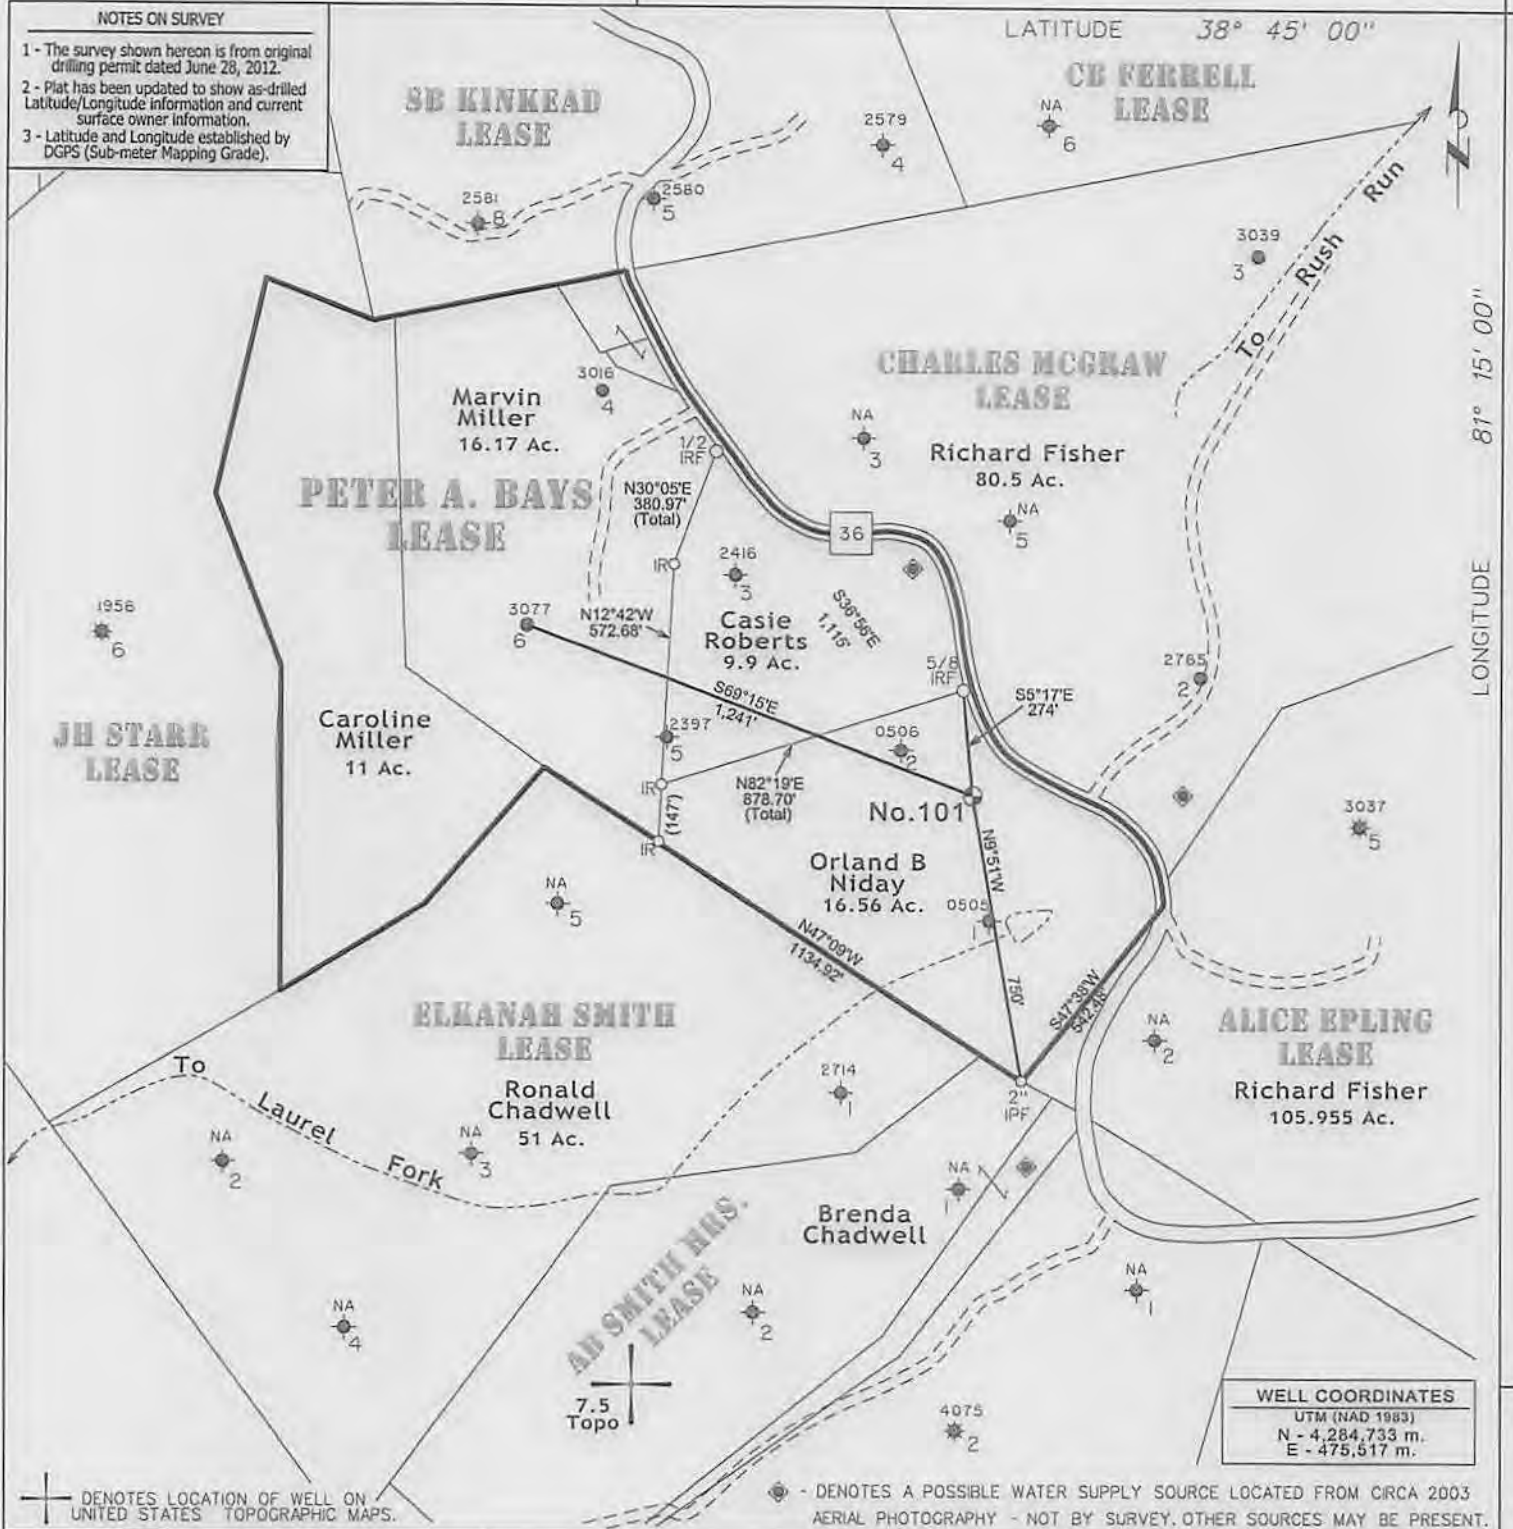 NOTES ON SURVEY
1 - The survey shown hereon is from original
drilling permit dated June 28, 2012.
2 - Plat has been updated to show as-drilled
Latitude/Longitude information and current
surface owner information.
3 - Latitude and Longitude established by
DGPS (Sub-meter Mapping Grade).
LATITUDE 38° 45' 00"
SB KINKEAD
LEASE
CB FERRELL
LEASE
NA
6
2579
4
2581
8
2580
5
3039
3
To Rush Run
81° 15' 00"
LONGITUDE
CHARLES MCGRAW
LEASE
Richard Fisher
80.5 Ac.
NA
3
NA
5
3016
4
Marvin
Miller
16.17 Ac.
1/2
IRF
N30°05'E
380.97'
(Total)
PETER A. BAYS
LEASE
36
IR
2416
3
1956
6
3077
6
N12°42'W
572.68'
Casie
Roberts
9.9 Ac.
S36°56'E
1,115'
5/8
IRF
2765
2
S5°17'E
274'
S69°15'E
1,241'
JH STARR
LEASE
Caroline
Miller
11 Ac.
2397
5
0506
2
IR
N82°19'E
878.70'
(Total)
No.101
3037
5
(147')
IR
Orland B
Niday
16.56 Ac.
N9°51'W
750'
0505
1
NA
5
N47°09'W
1134.92'
S47°38'W
542.48'
ELKANAH SMITH
LEASE
Ronald
Chadwell
51 Ac.
NA
2
ALICE EPLING
LEASE
Richard Fisher
105.955 Ac.
To Laurel Fork
2714
1
2"
IPF
NA
2
NA
3
NA
1
Brenda
Chadwell
AB SMITH HRS.
LEASE
NA
4
NA
2
NA
1
7.5
Topo
4075
2
WELL COORDINATES
UTM (NAD 1983)
N - 4,284,733 m.
E - 475,517 m.
DENOTES LOCATION OF WELL ON
UNITED STATES TOPOGRAPHIC MAPS.
- DENOTES A POSSIBLE WATER SUPPLY SOURCE LOCATED FROM CIRCA 2003
AERIAL PHOTOGRAPHY - NOT BY SURVEY. OTHER SOURCES MAY BE PRESENT.